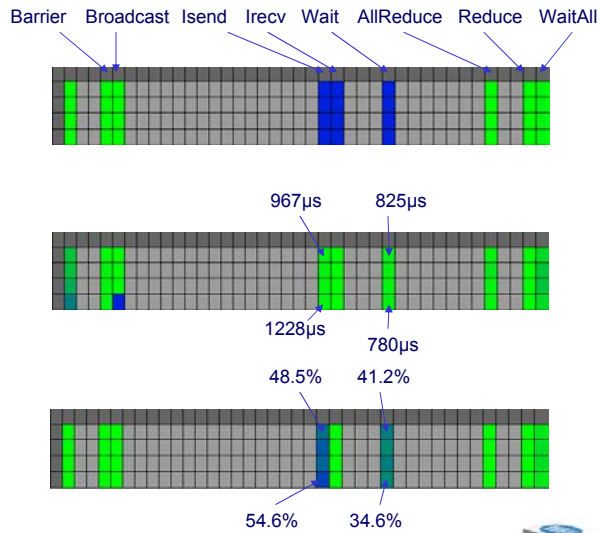 Barrier Broadcast Isend Irecv Wait AllReduce Reduce WaitAll
967µs 825µs
1228µs 780µs
48.5% 41.2%
54.6% 34.6%